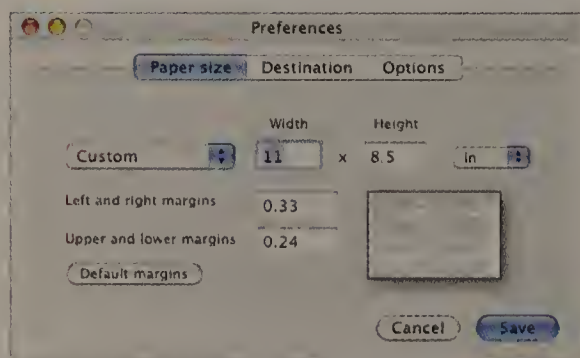 Preferences
Paper size Destination Options
Width Height
Custom 11 x 8.5 in
Left and right margins 0.33
Upper and lower margins 0.24
Default margins
Cancel Save